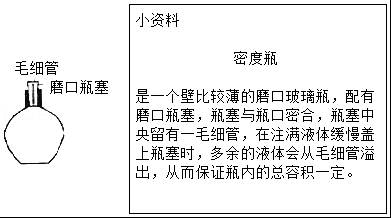 毛细管
磨口瓶塞
小资料
密度瓶
是一个壁比较薄的磨口玻璃瓶，配有
磨口瓶塞，瓶塞与瓶口密合，瓶塞中
央留有一毛细管，在注满液体缓慢盖
上瓶塞时，多余的液体会从毛细管溢
出，从而保证瓶内的总容积一定。